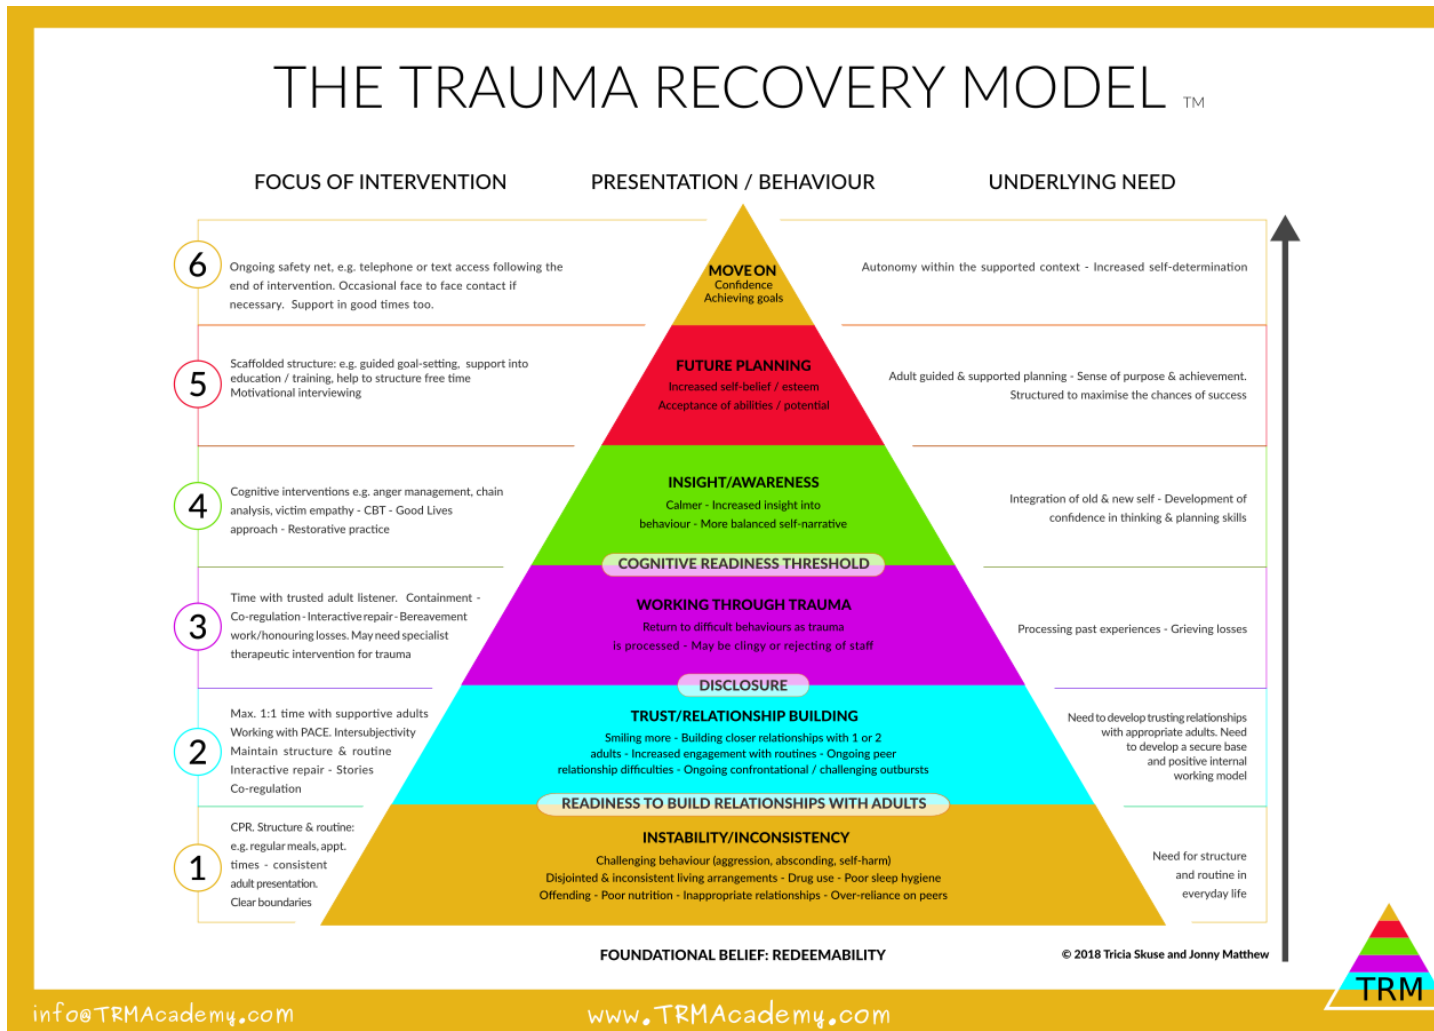 THE TRAUMA RECOVERY MODEL TM
FOCUS OF INTERVENTION
PRESENTATION / BEHAVIOUR
UNDERLYING NEED
6
Ongoing safety net, e.g. telephone or text access following the
end of intervention. Occasional face to face contact if
necessary. Support in good times too.
MOVE ON
Confidence
Achieving goals
Autonomy within the supported context - Increased self-determination
5
Scaffolded structure: e.g. guided goal-setting, support into
education / training, help to structure free time
Motivational interviewing
FUTURE PLANNING
Increased self-belief / esteem
Acceptance of abilities / potential
Adult guided & supported planning - Sense of purpose & achievement.
Structured to maximise the chances of success
4
Cognitive interventions e.g. anger management, chain
analysis, victim empathy - CBT - Good Lives
approach - Restorative practice
INSIGHT/AWARENESS
Calmer - Increased insight into
behaviour - More balanced self-narrative
Integration of old & new self - Development of
confidence in thinking & planning skills
COGNITIVE READINESS THRESHOLD
3
Time with trusted adult listener. Containment -
Co-regulation - Interactive repair - Bereavement
work/honouring losses. May need specialist
therapeutic intervention for trauma
WORKING THROUGH TRAUMA
Return to difficult behaviours as trauma
is processed - May be clingy or rejecting of staff
Processing past experiences - Grieving losses
DISCLOSURE
2
Max. 1:1 time with supportive adults
Working with PACE. Intersubjectivity
Maintain structure & routine
Interactive repair - Stories
Co-regulation
TRUST/RELATIONSHIP BUILDING
Smiling more - Building closer relationships with 1 or 2
adults - Increased engagement with routines - Ongoing peer
relationship difficulties - Ongoing confrontational / challenging outbursts
Need to develop trusting relationships
with appropriate adults. Need
to develop a secure base
and positive internal
working model
READINESS TO BUILD RELATIONSHIPS WITH ADULTS
1
CPR. Structure & routine:
e.g. regular meals, appt.
times - consistent
adult presentation.
Clear boundaries
INSTABILITY/INCONSISTENCY
Challenging behaviour (aggression, absconding, self-harm)
Disjointed & inconsistent living arrangements - Drug use - Poor sleep hygiene
Offending - Poor nutrition - Inappropriate relationships - Over-reliance on peers
Need for structure
and routine in
everyday life
FOUNDATIONAL BELIEF: REDEEMABILITY
© 2018 Tricia Skuse and Jonny Matthew
TRM
info@TRMAcademy.com
www.TRMAcademy.com